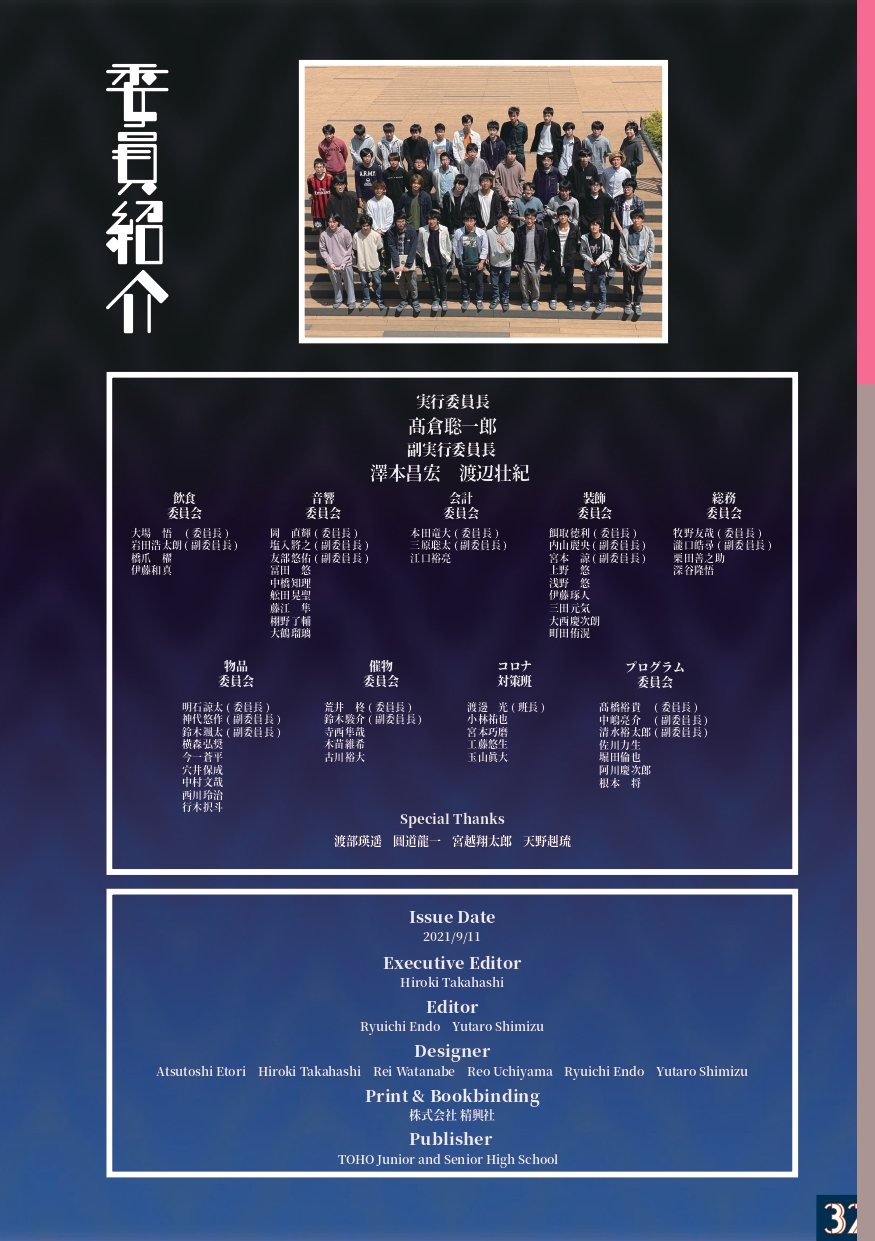 委員紹介
実行委員長
髙倉聡一郎
副実行委員長
澤本昌宏　渡辺壮紀
飲食
委員会
大場　悟　( 委員長 )
岩田浩太朗 ( 副委員長 )
橋爪　櫂
伊藤和真
音響
委員会
岡　直輝 ( 委員長 )
塩入將之 ( 副委員長 )
友部悠佑 ( 副委員長 )
冨田　悠
中橋知理
舩田晃聖
藤江　隼
栩野了輔
大鶴瑠璃
会計
委員会
本田竜大 ( 委員長 )
三原聡太 ( 副委員長 )
江口裕亮
装飾
委員会
餌取徳利 ( 委員長 )
内山麗央 ( 副委員長 )
宮本　諒 ( 副委員長 )
上野　悠
浅野　悠
伊藤琢人
三田元気
大西慶次朗
町田侑滉
総務
委員会
牧野友哉 ( 委員長 )
瀧口皓尋 ( 副委員長 )
栗田善之助
深谷隆悟
物品
委員会
明石諒太 ( 委員長 )
神代悠作 ( 副委員長 )
鈴木颯太 ( 副委員長 )
横森弘奨
今一蒼平
穴井保成
中村文哉
西川玲治
行木択斗
催物
委員会
荒井　柊 ( 委員長 )
鈴木駿介 ( 副委員長 )
寺西隼哉
木苗維希
古川裕大
コロナ
対策班
渡邊　光 ( 班長 )
小林祐也
宮本巧磨
工藤悠生
玉山眞大
プログラム
委員会
髙橋裕貴　( 委員長 )
中嶋亮介　( 副委員長 )
清水裕太郎 ( 副委員長 )
佐川力生
堀田倫也
阿川慶次郎
根本　将
Special Thanks
渡部瑛遥　圓道龍一　宮越翔太郎　天野赳琉
Issue Date
2021/9/11
Executive Editor
Hiroki Takahashi
Editor
Ryuichi Endo　Yutaro Shimizu
Designer
Atsutoshi Etori　Hiroki Takahashi　Rei Watanabe　Reo Uchiyama　Ryuichi Endo　Yutaro Shimizu
Print & Bookbinding
株式会社 精興社
Publisher
TOHO Junior and Senior High School
32